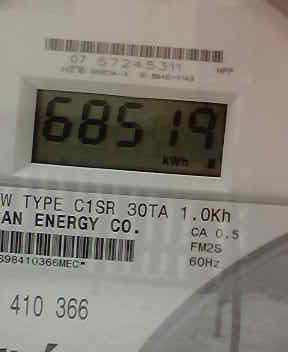 07 57245311
68519
kWh
W TYPE C1SR 30TA 1.0Kh
AN ENERGY CO.
CA 0.5
FM2S
60Hz
398410366MEC
410 366